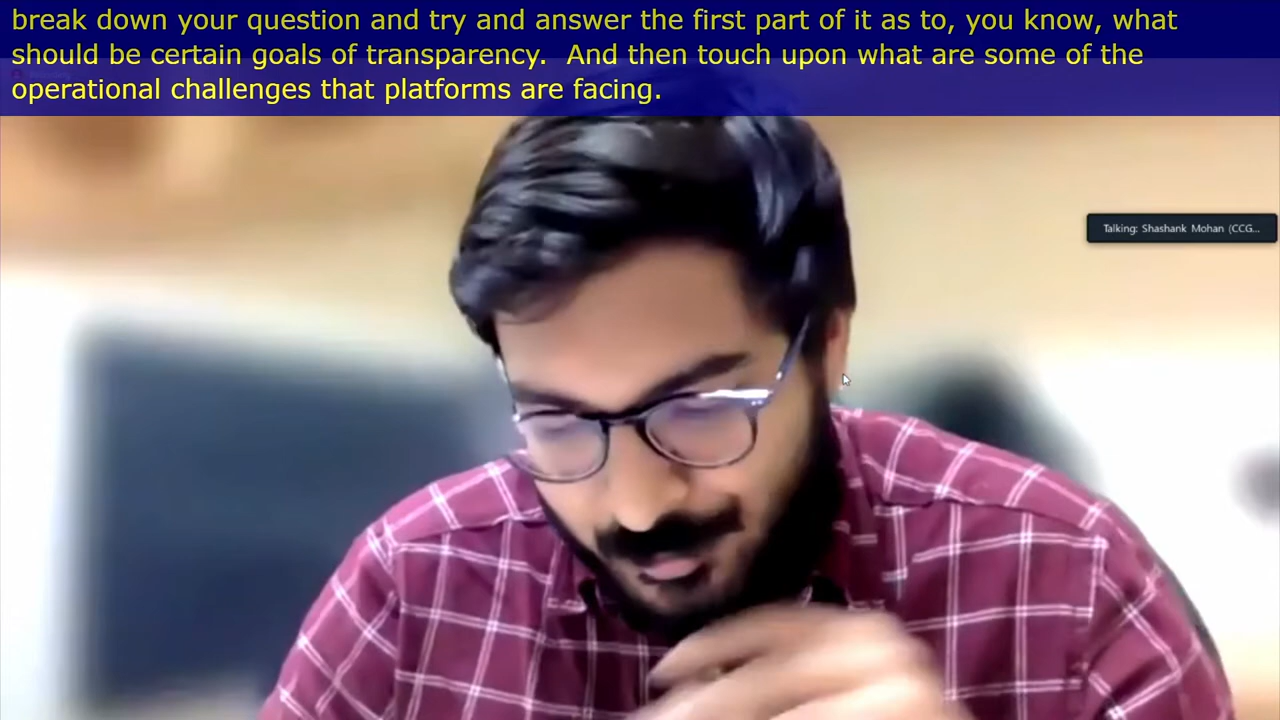 break down your question and try and answer the first part of it as to, you know, what
should be certain goals of transparency.  And then touch upon what are some of the
operational challenges that platforms are facing.
Talking: Shashank Mohan (CCG...